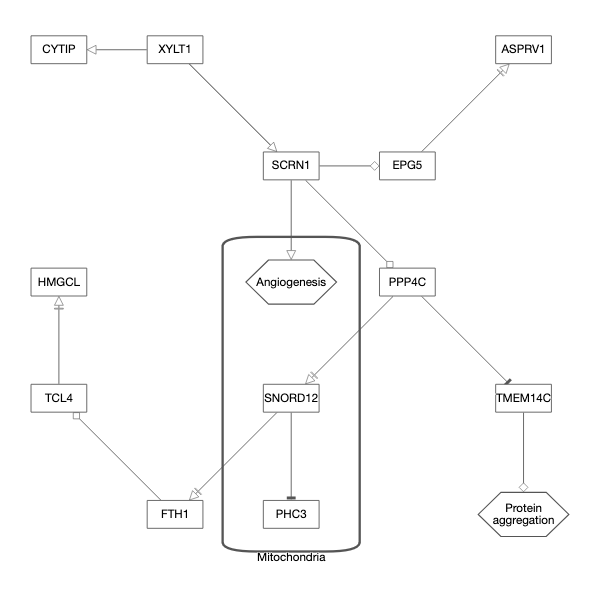 CYTIP
XYLT1
ASPRV1
SCRN1
EPG5
HMGCL
Angiogenesis
PPP4C
TCL4
SNORD12
TMEM14C
FTH1
PHC3
Protein
aggregation
Mitochondria